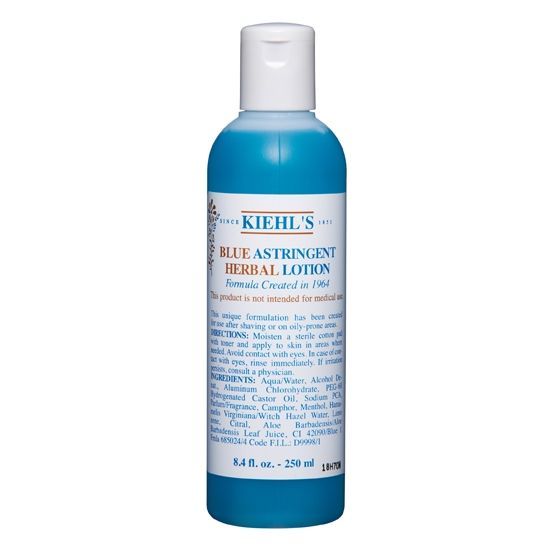 SINCE KIEHL'S 1851
BLUE ASTRINGENT
HERBAL LOTION
Formula Created in 1964
This product is not intended for medical use.
This unique formulation has been created
for use after shaving or on oily-prone areas.
DIRECTIONS: Moisten a sterile cotton pad
with toner and apply to skin in areas where
needed. Avoid contact with eyes. In case of con-
tact with eyes, rinse immediately. If irritation
persists, consult a physician.
INGREDIENTS: Aqua/Water, Alcohol De-
nat., Aluminum Chlorohydrate, PEG-60
Hydrogenated Castor Oil, Sodium PCA,
Parfum/Fragrance, Camphor, Menthol, Hama-
melis Virginiana/Witch Hazel Water, Limo-
nene, Citral, Aloe Barbadensis/Aloe
Barbadensis Leaf Juice, CI 42090/Blue 1
Fmla 685024/4 Code F.I.L.: D9998/1
8.4 fl. oz. - 250 ml